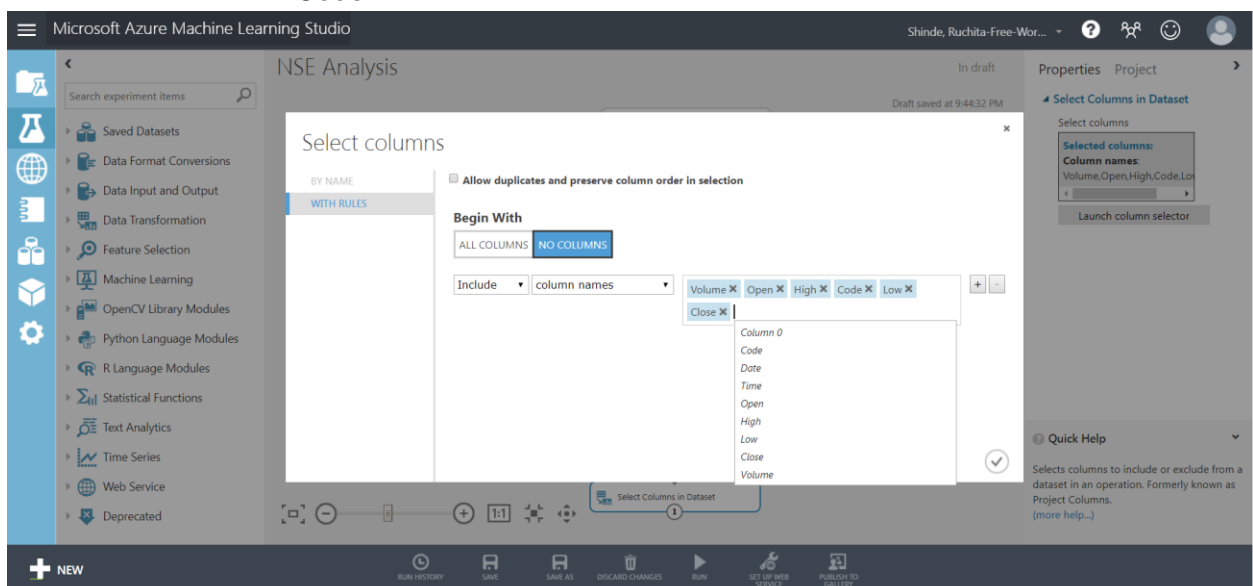 Microsoft Azure Machine Learning Studio
Shinde, Ruchita-Free-Wor...
?
NSE Analysis
In draft
Draft saved at 9:44:32 PM
Properties Project
Select Columns in Dataset
Select columns
Selected columns:
Column names:
Volume,Open,High,Code,Lo
Launch column selector
Search experiment items
Saved Datasets
Data Format Conversions
Data Input and Output
Data Transformation
Feature Selection
Machine Learning
OpenCV Library Modules
Python Language Modules
R Language Modules
Statistical Functions
Text Analytics
Time Series
Web Service
Deprecated
Select columns
×
BY NAME
WITH RULES
Allow duplicates and preserve column order in selection
Begin With
ALL COLUMNS NO COLUMNS
Include column names
Volume × Open × High × Code × Low ×
Close ×
+ -
Column 0
Code
Date
Time
Open
High
Low
Close
Volume
Select Columns in Dataset
1
1:1
Quick Help
Selects columns to include or exclude from a
dataset in an operation. Formerly known as
Project Columns.
(more help...)
NEW
RUN HISTORY
SAVE
SAVE AS
DISCARD CHANGES
RUN
SET UP WEB
SERVICE
PUBLISH TO
GALLERY